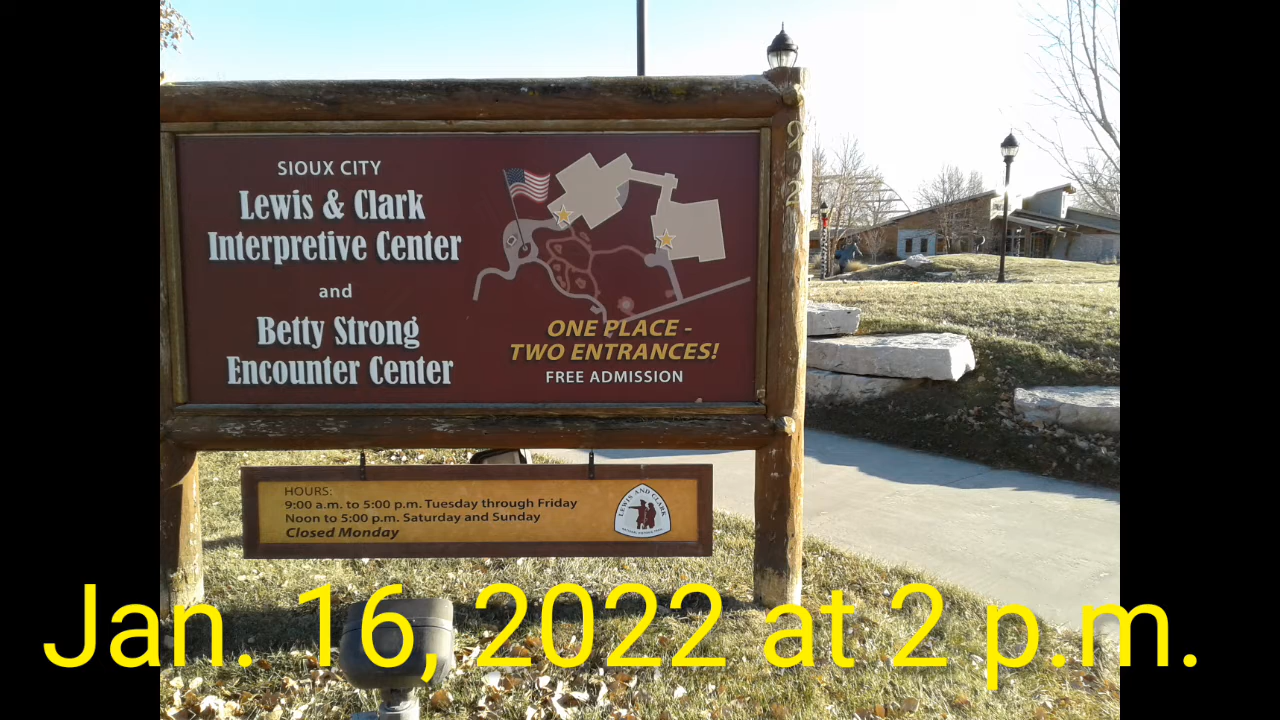 SIOUX CITY
Lewis & Clark
Interpretive Center
and
Betty Strong
Encounter Center
ONE PLACE -
TWO ENTRANCES!
FREE ADMISSION
902
HOURS:
9:00 a.m. to 5:00 p.m. Tuesday through Friday
Noon to 5:00 p.m. Saturday and Sunday
Closed Monday
LEWIS AND CLARK
Jan. 16, 2022 at 2 p.m.